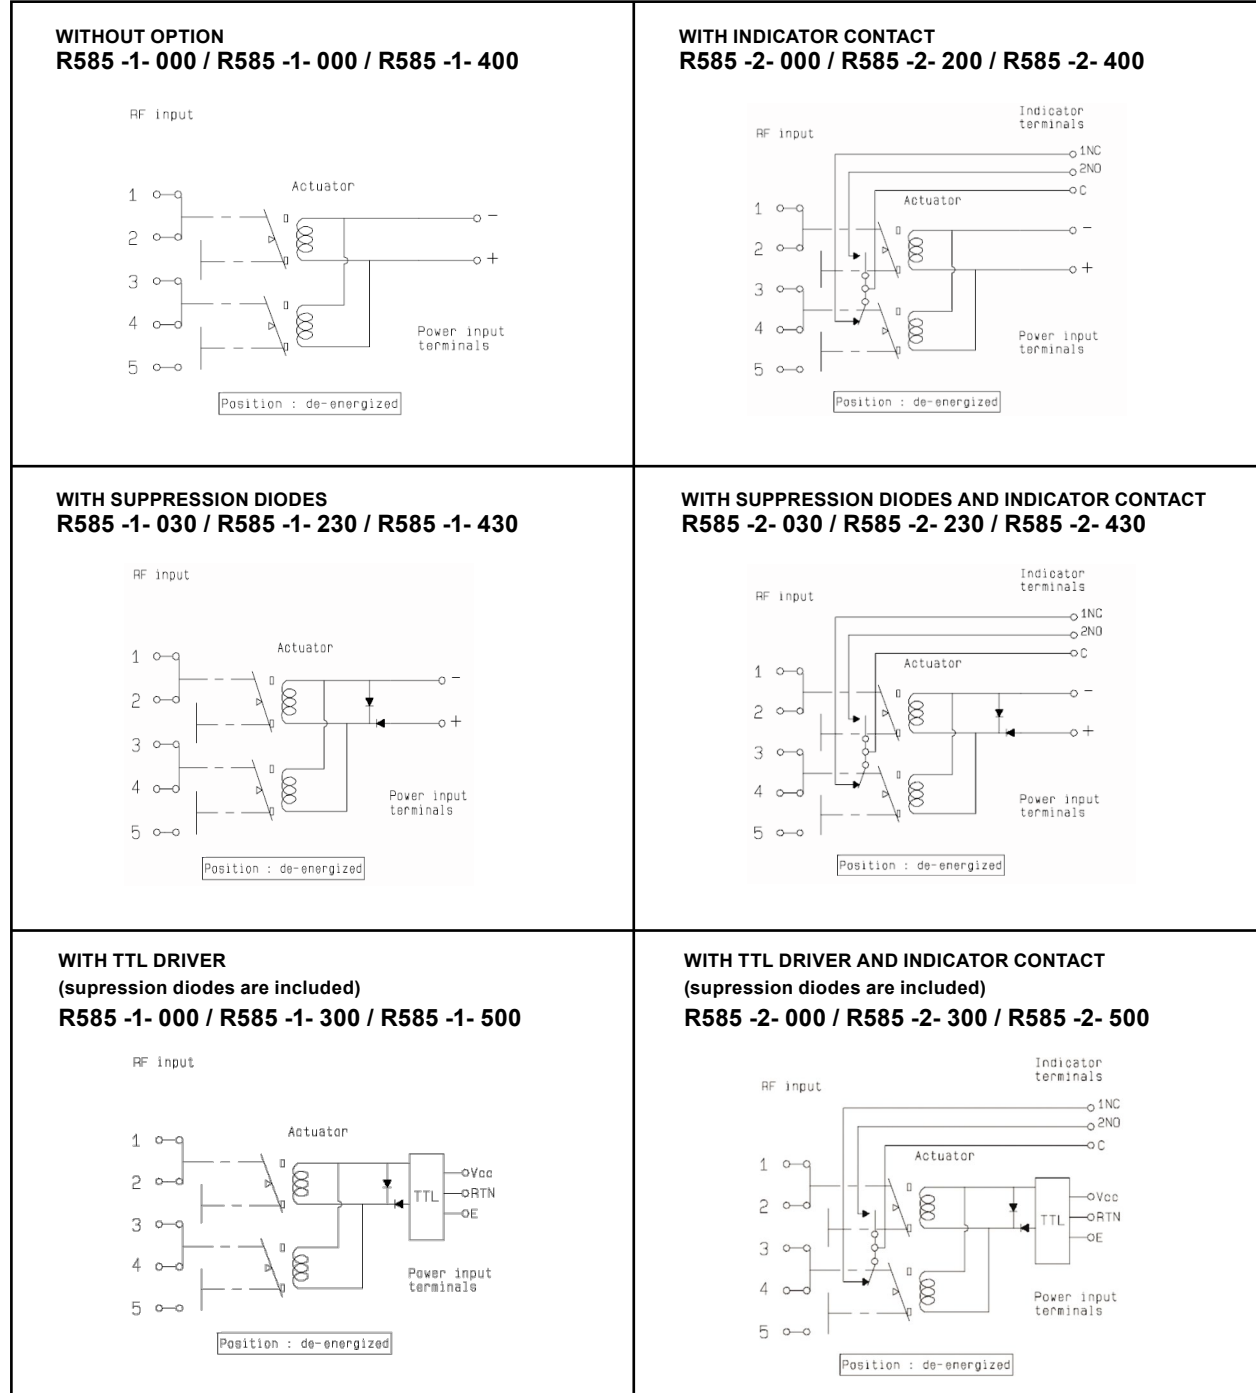 WITHOUT OPTION
R585 -1- 000 / R585 -1- 000 / R585 -1- 400
RF input
Actuator
1
2
3
4
5
-
+
Power input
terminals
Position : de-energized
WITH INDICATOR CONTACT
R585 -2- 000 / R585 -2- 200 / R585 -2- 400
Indicator
terminals
RF input
1NC
2NO
C
Actuator
1
2
3
4
5
-
+
Power input
terminals
Position : de-energized
WITH SUPPRESSION DIODES
R585 -1- 030 / R585 -1- 230 / R585 -1- 430
RF input
Actuator
1
2
3
4
5
-
+
Power input
terminals
Position : de-energized
WITH SUPPRESSION DIODES AND INDICATOR CONTACT
R585 -2- 030 / R585 -2- 230 / R585 -2- 430
Indicator
terminals
RF input
1NC
2NO
C
Actuator
1
2
3
4
5
-
+
Power input
terminals
Position : de-energized
WITH TTL DRIVER
(supression diodes are included)
R585 -1- 000 / R585 -1- 300 / R585 -1- 500
RF input
Actuator
1
2
3
4
5
TTL
Vcc
RTN
E
Power input
terminals
Position : de-energized
WITH TTL DRIVER AND INDICATOR CONTACT
(supression diodes are included)
R585 -2- 000 / R585 -2- 300 / R585 -2- 500
Indicator
terminals
RF input
1NC
2NO
C
Actuator
1
2
3
4
5
TTL
Vcc
RTN
E
Power input
terminals
Position : de-energized